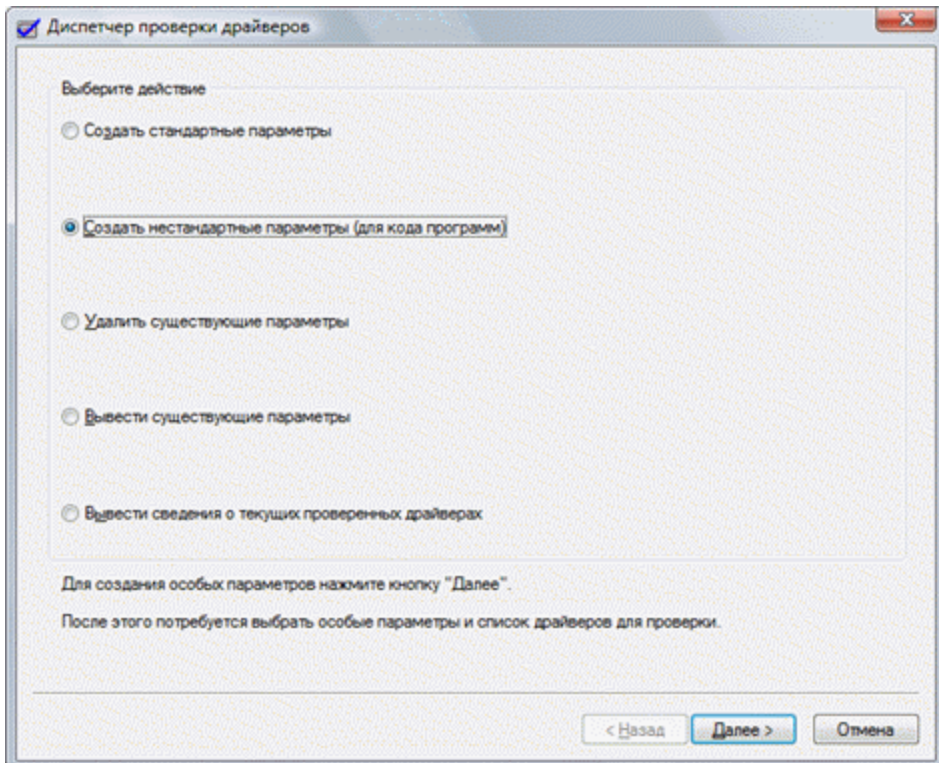 Диспетчер проверки драйверов
Выберите действие
Создать стандартные параметры
Создать нестандартные параметры (для кода программ)
Удалить существующие параметры
Вывести существующие параметры
Вывести сведения о текущих проверенных драйверах
Для создания особых параметров нажмите кнопку "Далее".
После этого потребуется выбрать особые параметры и список драйверов для проверки.
< Назад Далее > Отмена